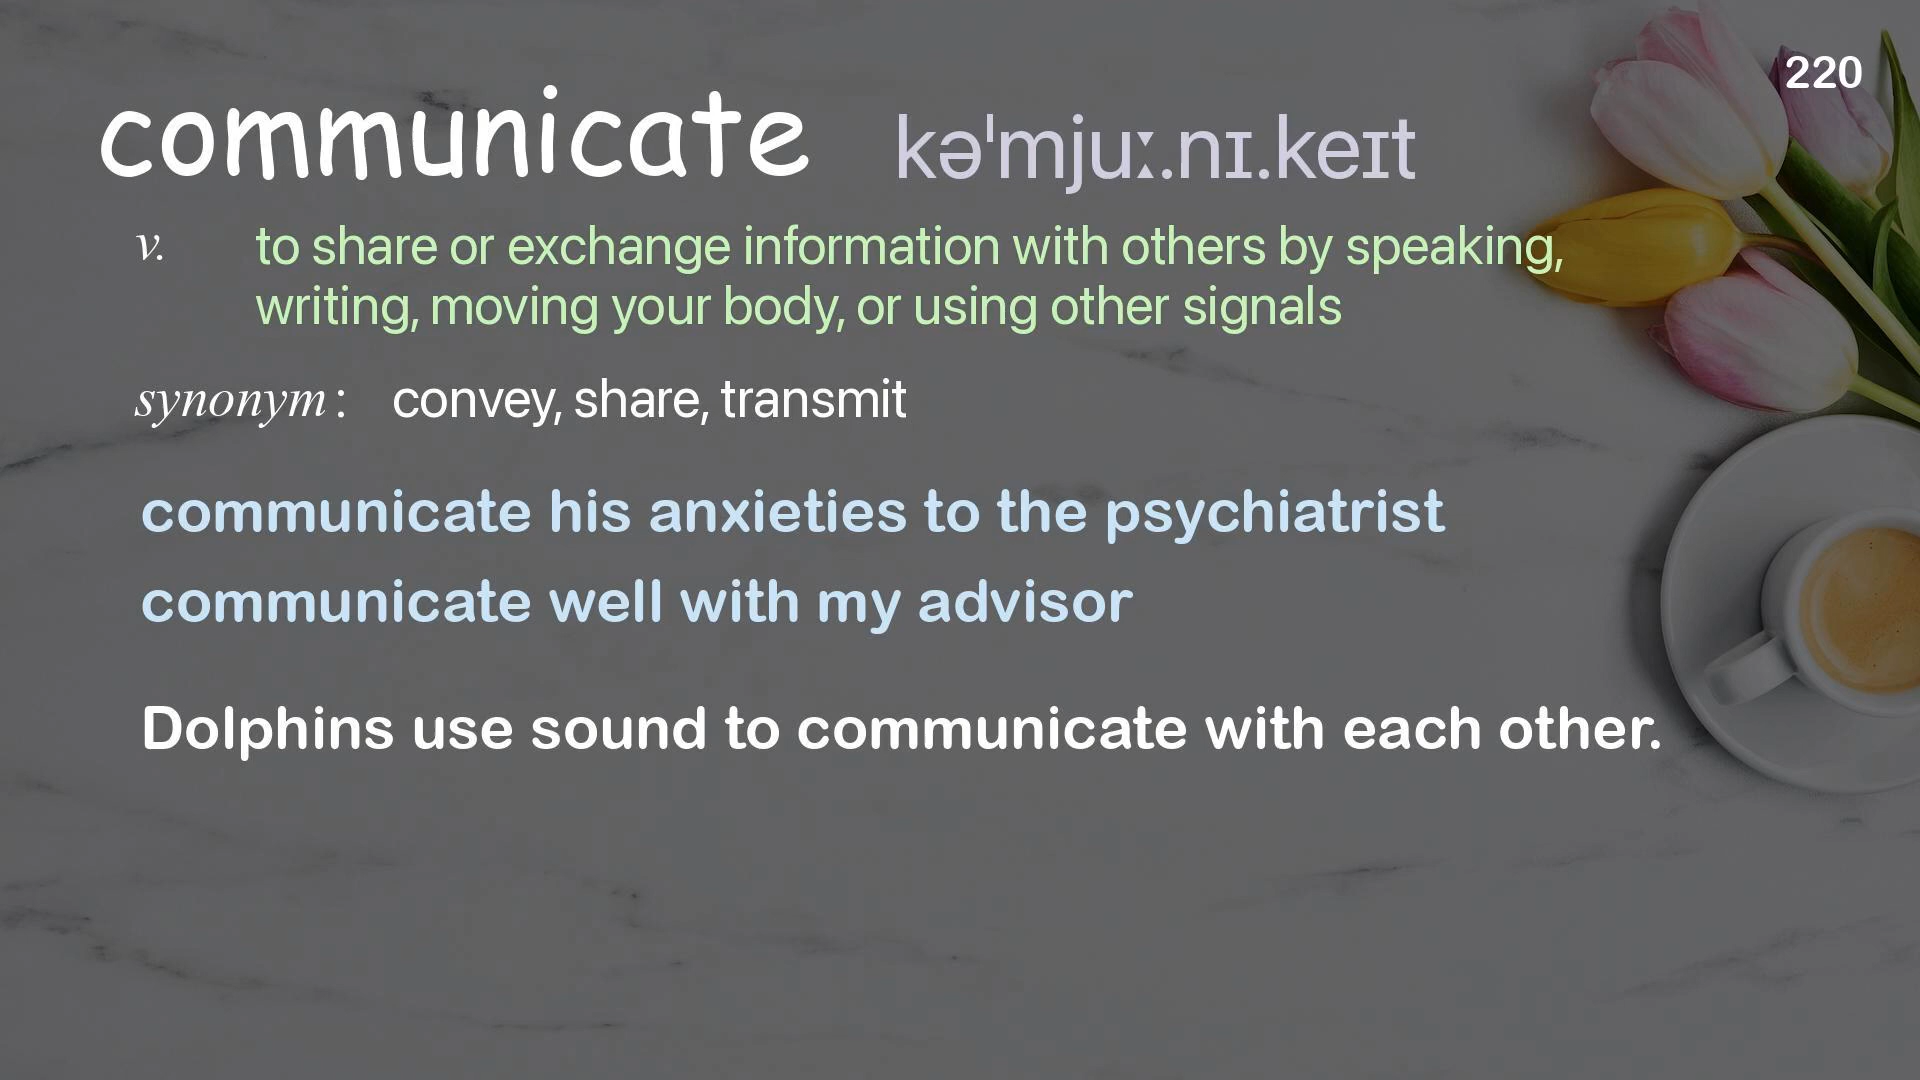 220
communicate kəˈmjuː.nɪ.keɪt
v. to share or exchange information with others by speaking,
writing, moving your body, or using other signals
synonym : convey, share, transmit
communicate his anxieties to the psychiatrist
communicate well with my advisor
Dolphins use sound to communicate with each other.